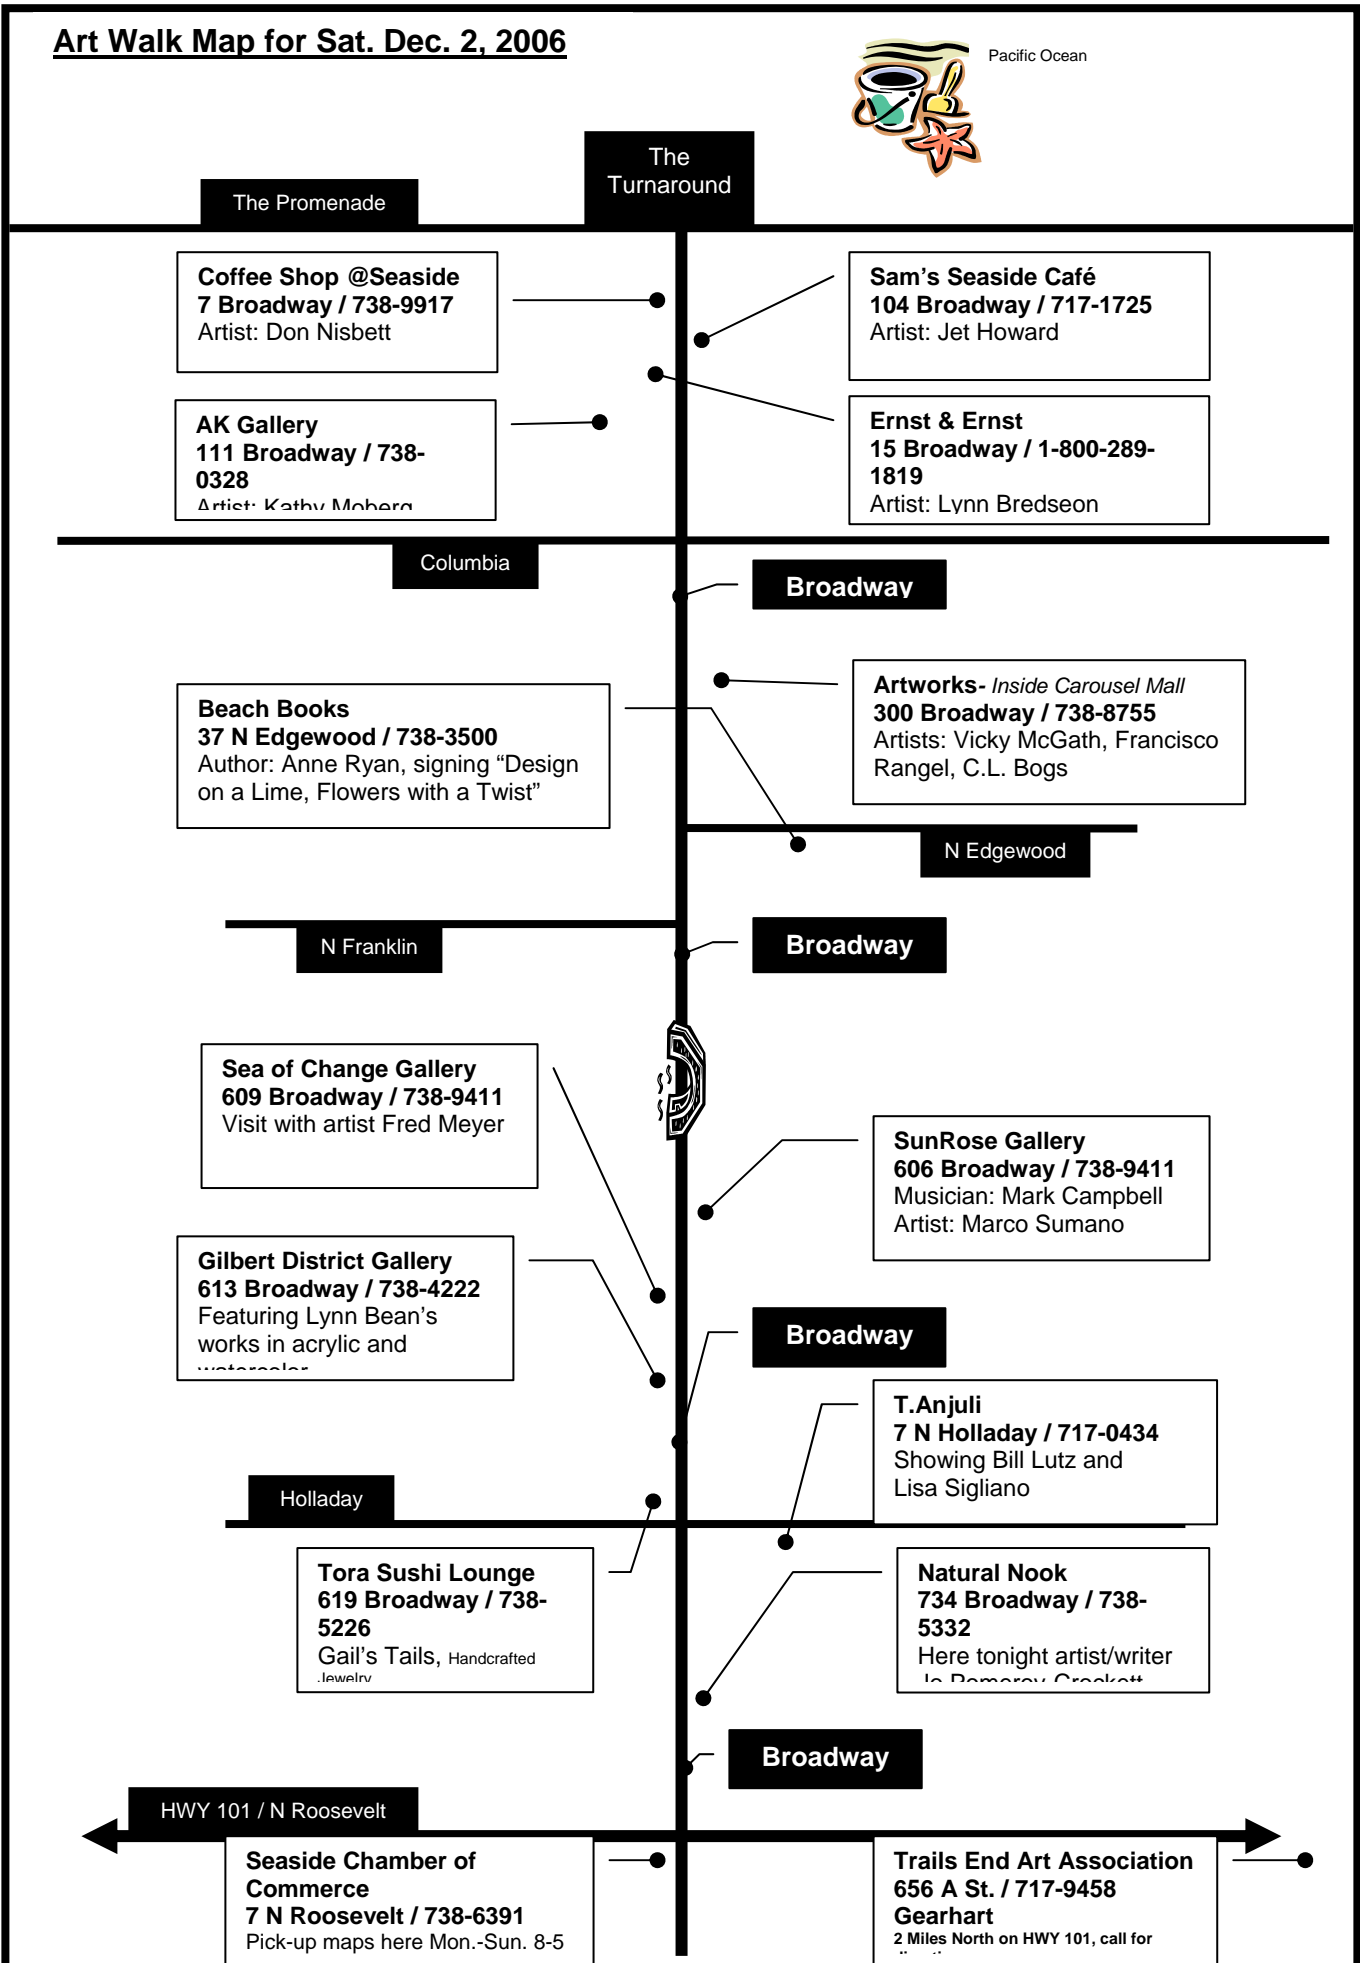 Art Walk Map for Sat. Dec. 2, 2006
Pacific Ocean
The
Turnaround
The Promenade
Coffee Shop @Seaside
7 Broadway / 738-9917
Artist: Don Nisbett
Sam's Seaside Café
104 Broadway / 717-1725
Artist: Jet Howard
AK Gallery
111 Broadway / 738-
0328
Artist: Kathy Moberg
Ernst & Ernst
15 Broadway / 1-800-289-
1819
Artist: Lynn Bredseon
Columbia
Broadway
Artworks- Inside Carousel Mall
300 Broadway / 738-8755
Artists: Vicky McGath, Francisco
Rangel, C.L. Bogs
Beach Books
37 N Edgewood / 738-3500
Author: Anne Ryan, signing “Design
on a Lime, Flowers with a Twist”
N Edgewood
N Franklin
Broadway
Sea of Change Gallery
609 Broadway / 738-9411
Visit with artist Fred Meyer
SunRose Gallery
606 Broadway / 738-9411
Musician: Mark Campbell
Artist: Marco Sumano
Gilbert District Gallery
613 Broadway / 738-4222
Featuring Lynn Bean's
works in acrylic and
watercolor
Broadway
T.Anjuli
7 N Holladay / 717-0434
Showing Bill Lutz and
Lisa Sigliano
Holladay
Tora Sushi Lounge
619 Broadway / 738-
5226
Gail's Tails, Handcrafted
Jewelry
Natural Nook
734 Broadway / 738-
5332
Here tonight artist/writer
Jo Pomeroy Crockett
Broadway
HWY 101 / N Roosevelt
Seaside Chamber of
Commerce
7 N Roosevelt / 738-6391
Pick-up maps here Mon.-Sun. 8-5
Trails End Art Association
656 A St. / 717-9458
Gearhart
2 Miles North on HWY 101, call for